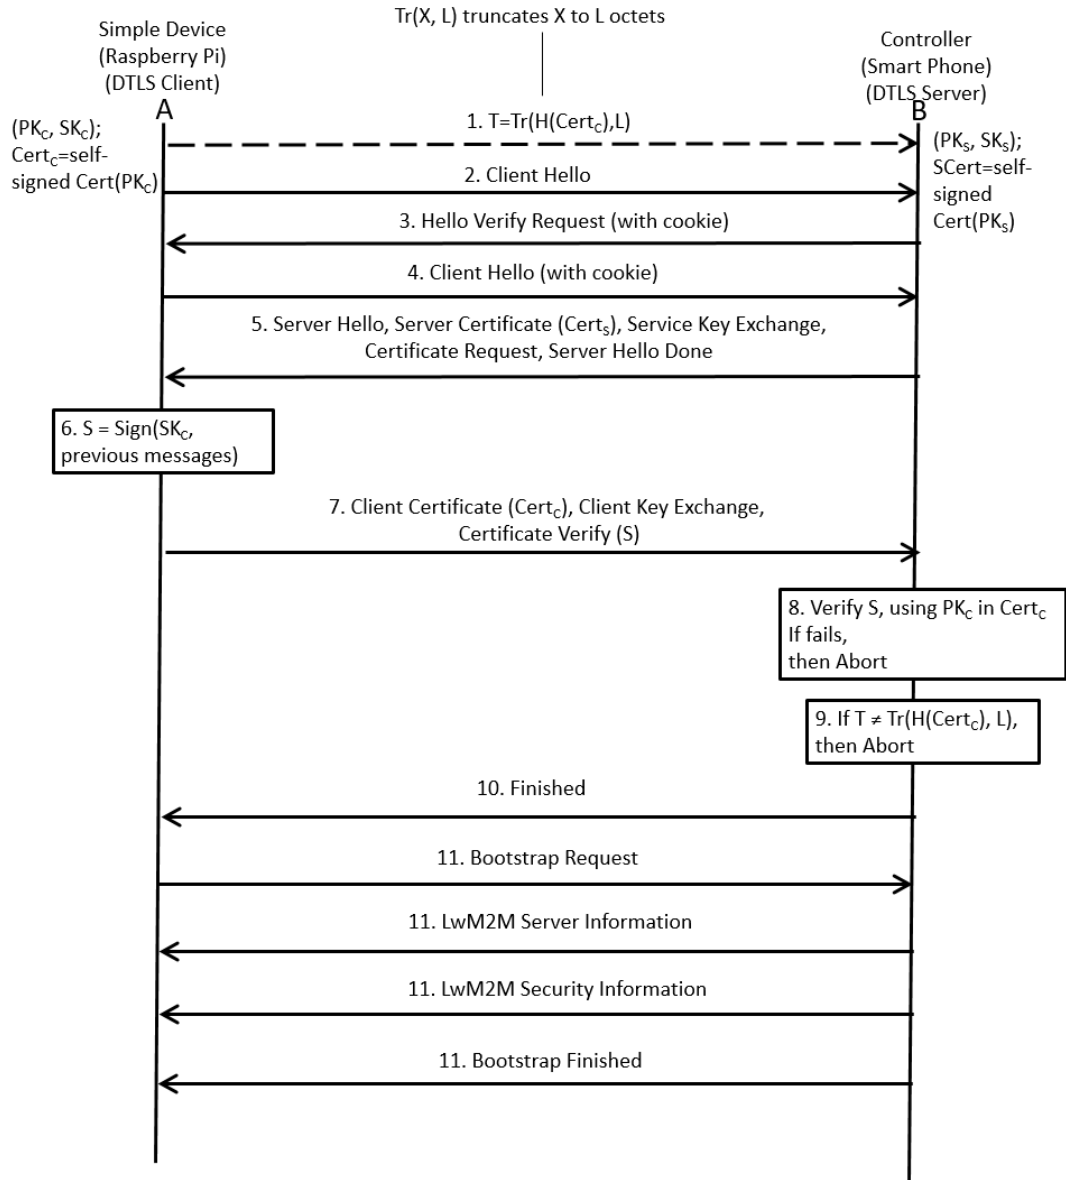 Tr(X, L) truncates X to L octets
Simple Device
(Raspberry Pi)
(DTLS Client)
A
Controller
(Smart Phone)
(DTLS Server)
B
(PKc, SKc);
Certc=self-
signed Cert(PKc)
(PKs, SKs);
SCert=self-
signed
Cert(PKs)
1. T=Tr(H(Certc),L)
2. Client Hello
3. Hello Verify Request (with cookie)
4. Client Hello (with cookie)
5. Server Hello, Server Certificate (Certs), Service Key Exchange,
Certificate Request, Server Hello Done
6. S = Sign(SKc,
previous messages)
7. Client Certificate (Certc), Client Key Exchange,
Certificate Verify (S)
8. Verify S, using PKc in Certc
If fails,
then Abort
9. If T ≠ Tr(H(Certc), L),
then Abort
10. Finished
11. Bootstrap Request
11. LwM2M Server Information
11. LwM2M Security Information
11. Bootstrap Finished